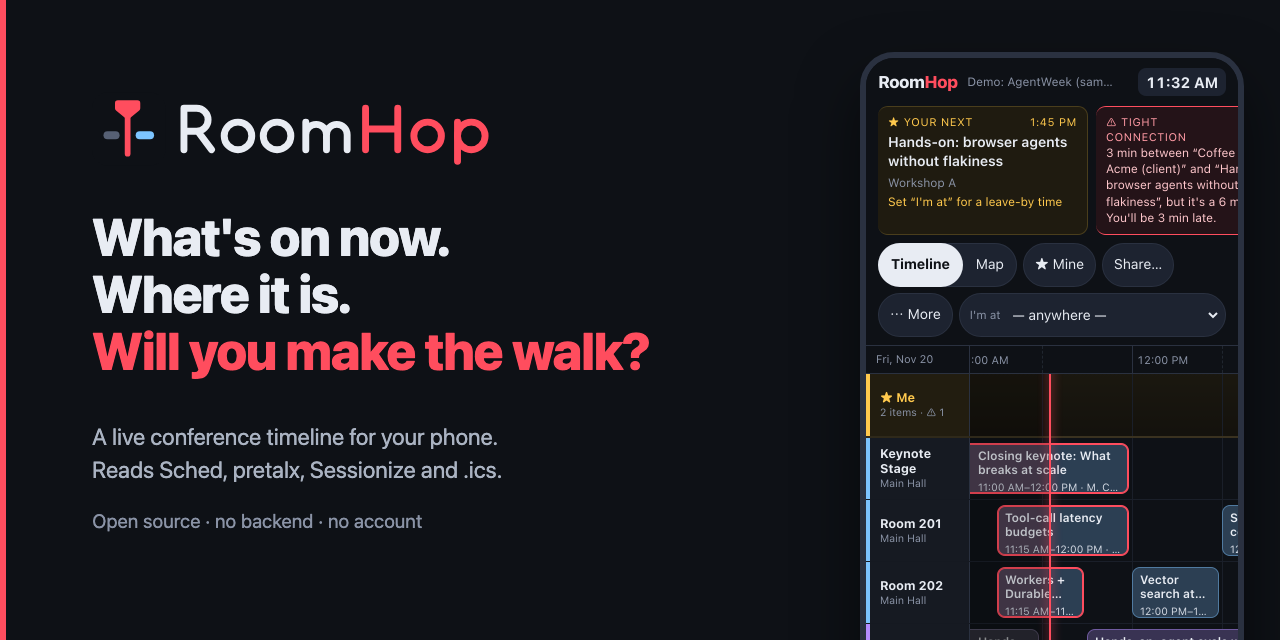 RoomHop
What's on now.
Where it is.
Will you make the walk?
A live conference timeline for your phone.
Reads Sched, pretalx, Sessionize and .ics.
Open source · no backend · no account
RoomHop
Demo: AgentWeek (sam...
11:32 AM
★ YOUR NEXT
1:45 PM
Hands-on: browser agents
without flakiness
Workshop A
Set “I'm at” for a leave-by time
⚠ TIGHT
CONNECTION
3 min between “Coffee
Acme (client)” and “Han
browser agents without
flakiness”, but it's a 6 m
You'll be 3 min late.
Timeline
Map
★ Mine
Share...
··· More
I'm at — anywhere —
Fri, Nov 20
:00 AM
12:00 PM
★ Me
2 items · ⚠ 1
Keynote
Stage
Main Hall
Closing keynote: What
breaks at scale
11:00 AM–12:00 PM · M. C...
Room 201
Main Hall
Tool-call latency
budgets
11:15 AM–12:00 PM · ...
Room 202
Main Hall
Workers +
Durable...
11:15 AM–11...
Vector
search at...
12:00 PM–1...